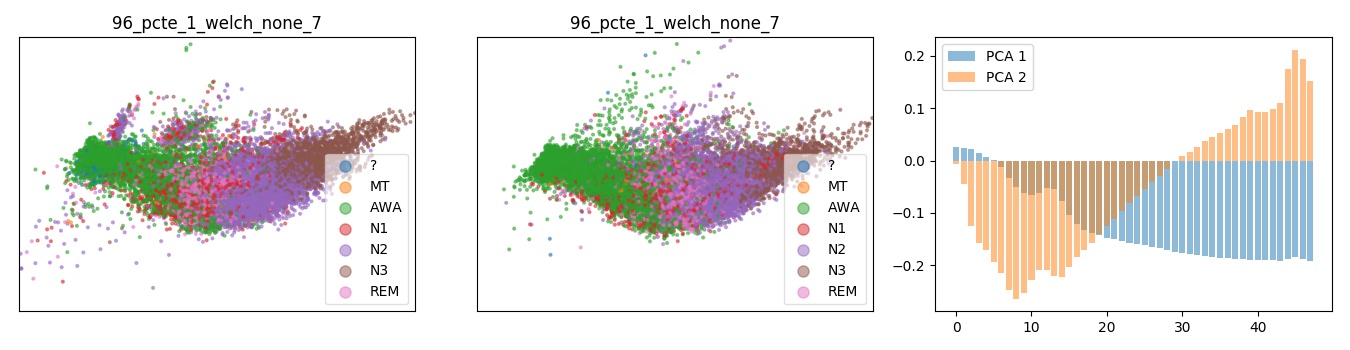 96_pcte_1_welch_none_7
?
MT
AWA
N1
N2
N3
REM
96_pcte_1_welch_none_7
?
MT
AWA
N1
N2
N3
REM
PCA 1
PCA 2
0.2
0.1
0.0
−0.1
−0.2
0 10 20 30 40